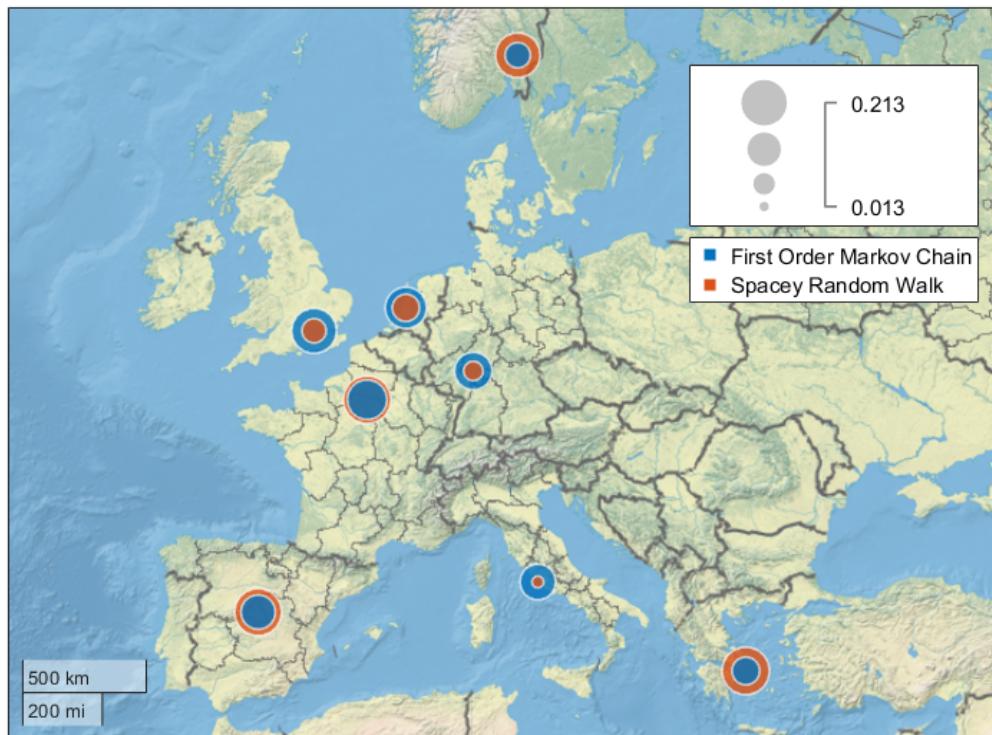 0.213
0.013
First Order Markov Chain
Spacey Random Walk
500 km
200 mi